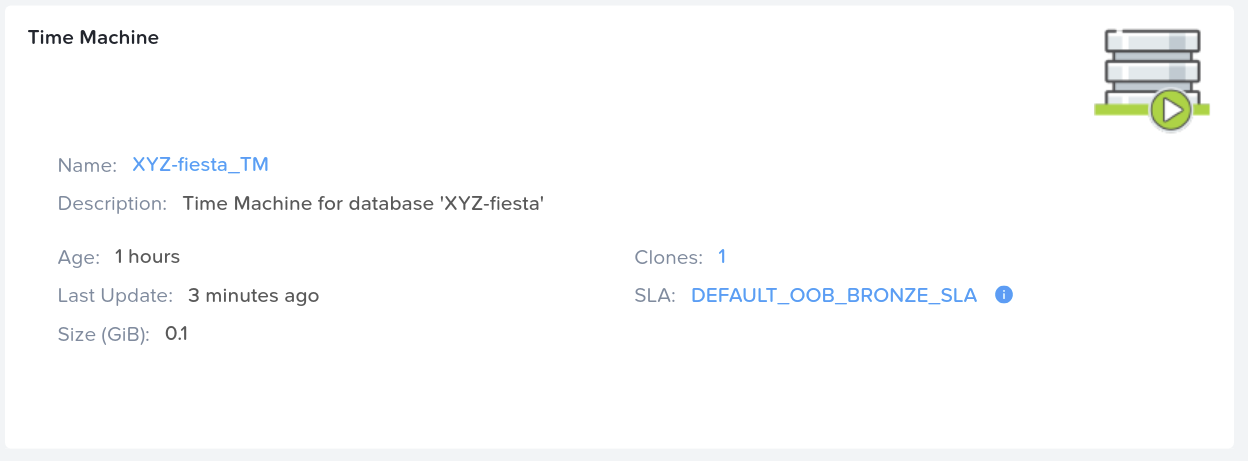 Time Machine
Name: XYZ-fiesta_TM
Description: Time Machine for database 'XYZ-fiesta'
Age: 1 hours
Clones: 1
Last Update: 3 minutes ago
SLA: DEFAULT_OOB_BRONZE_SLA i
Size (GiB): 0.1